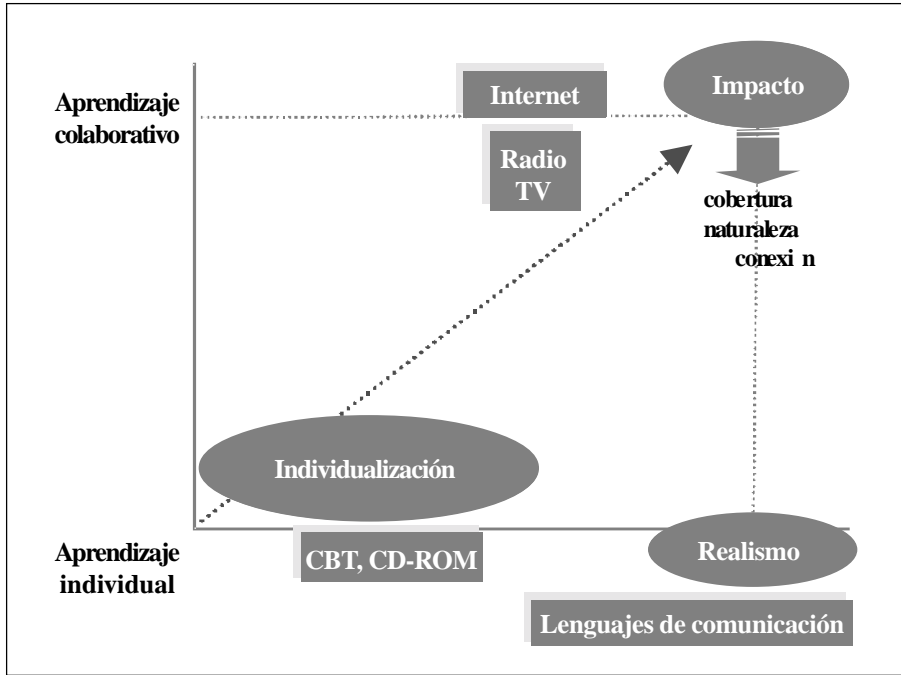 Aprendizaje
colaborativo
Internet
Impacto
Radio
TV
cobertura
naturaleza
conexi n
Individualización
Aprendizaje
individual
CBT, CD-ROM
Realismo
Lenguajes de comunicación